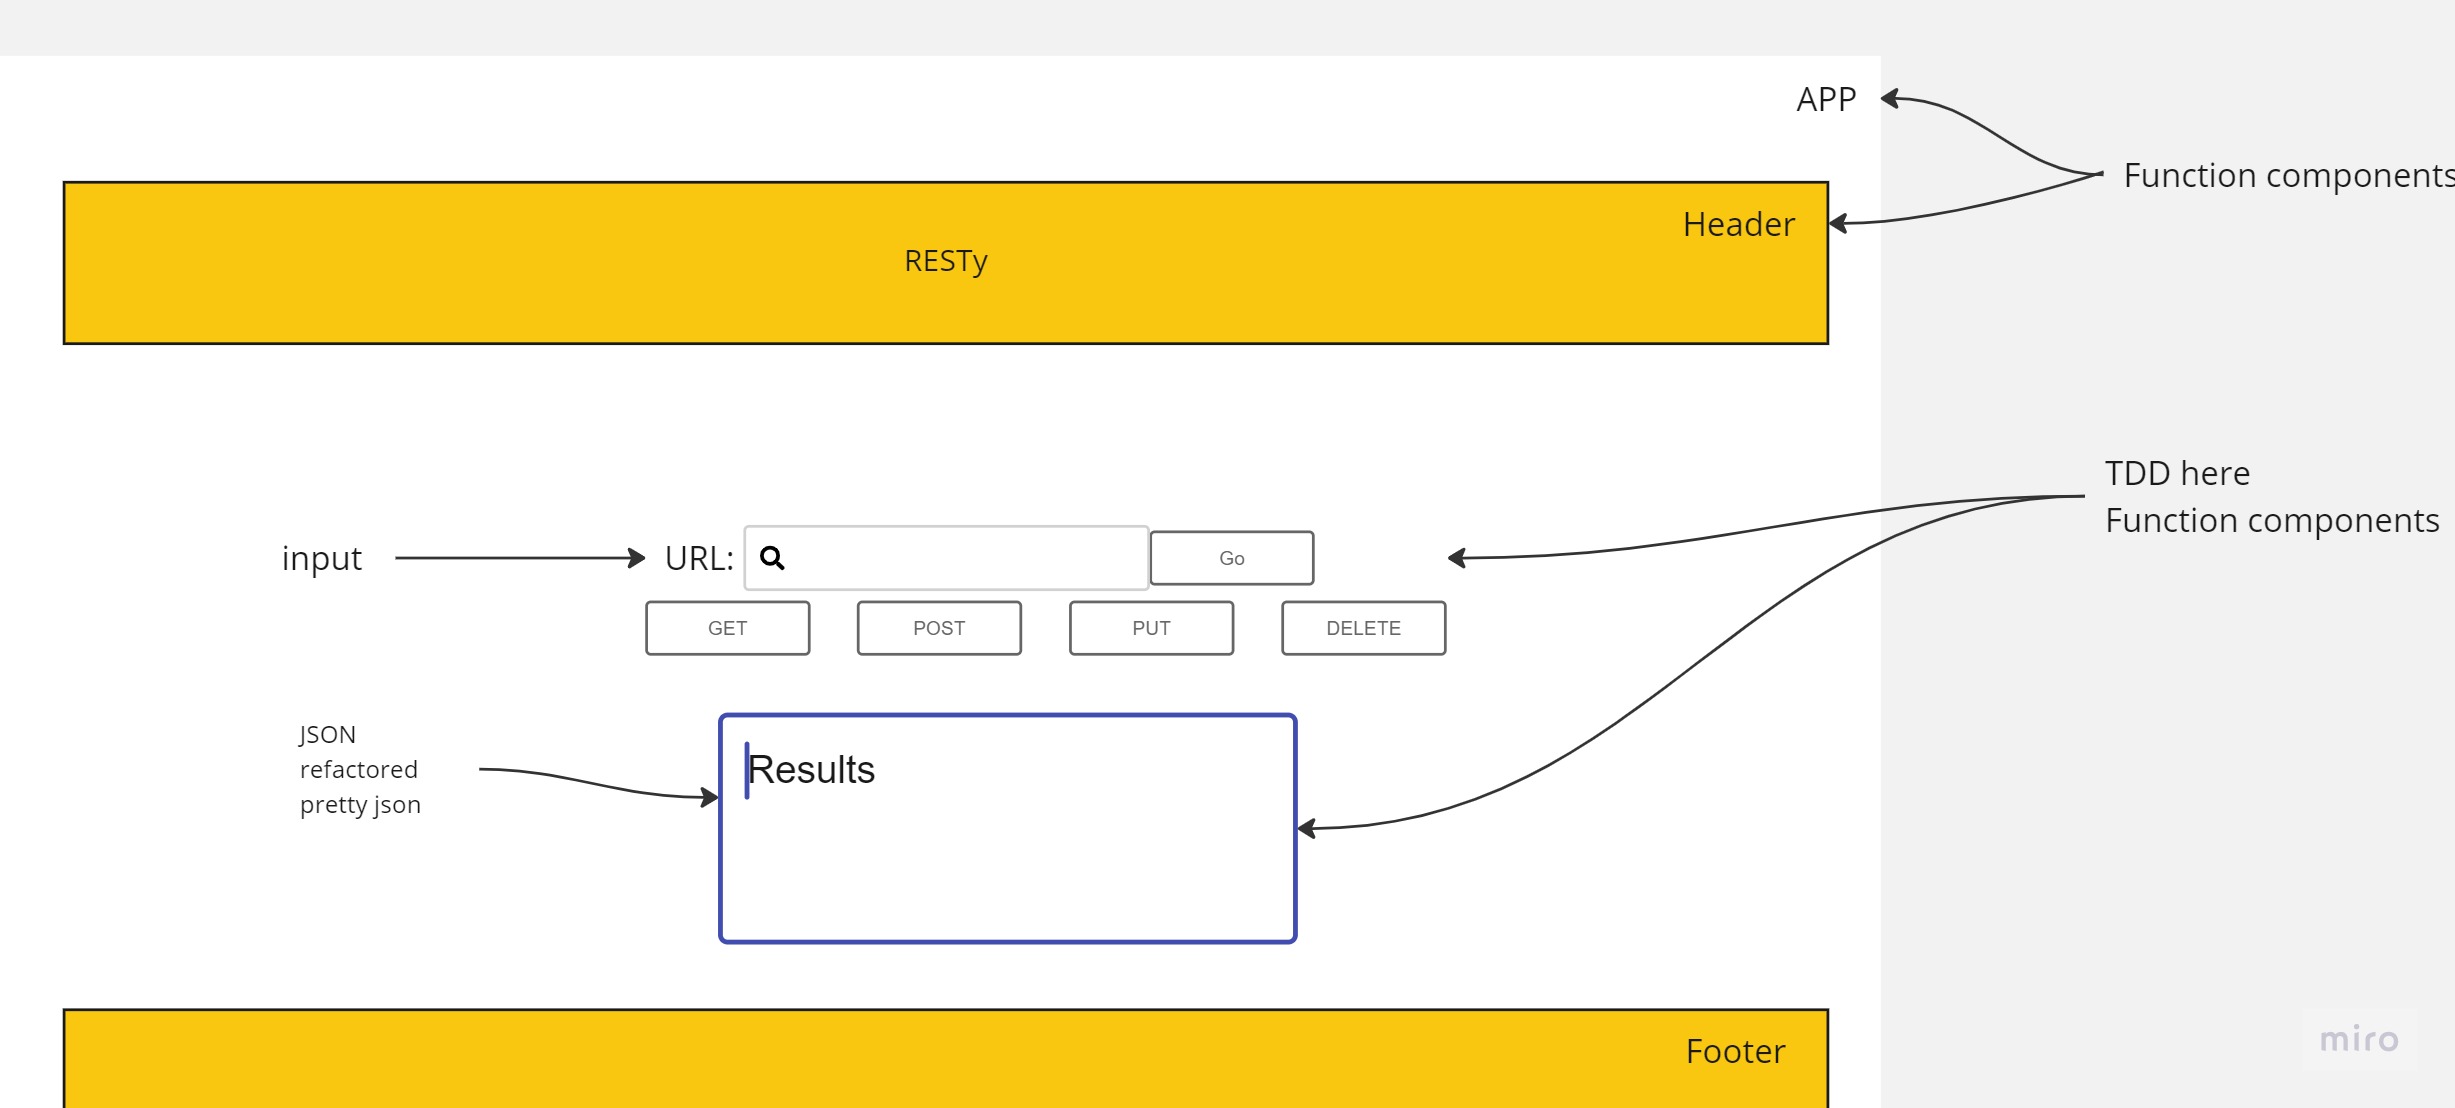 APP
Function components
Header
RESTy
TDD here
Function components
input
URL:
Go
GET
POST
PUT
DELETE
JSON
refactored
pretty json
Results
Footer
miro